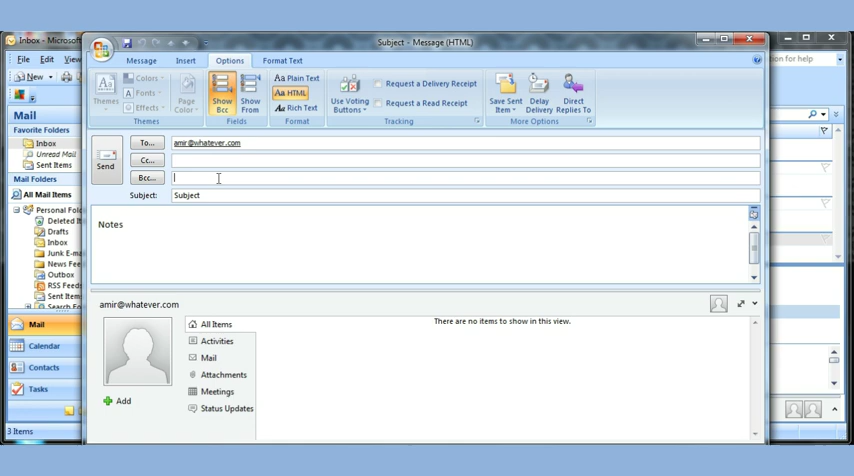 Inbox - Microsoft
Subject - Message (HTML)
File Edit View
Message Insert Options Format Text
New
Themes
Colors
Fonts
Effects
Themes
Page Color
Show Bcc
Show From
Fields
Plain Text
HTML
Rich Text
Format
Use Voting Buttons
Request a Delivery Receipt
Request a Read Receipt
Tracking
Save Sent Item
Delay Delivery
Direct Replies To
More Options
on for help
Mail
Favorite Folders
Inbox
Unread Mail
Sent Items
Mail Folders
All Mail Items
Personal Fold
Deleted It
Drafts
Inbox
Junk E-ma
News Fee
Outbox
RSS Feeds
Sent Item
Search Fo
Mail
Calendar
Contacts
Tasks
3 Items
Send
To... amir@whatever.com
Cc...
Bcc...
Subject: Subject
Notes
amir@whatever.com
Add
All Items
Activities
Mail
Attachments
Meetings
Status Updates
There are no items to show in this view.